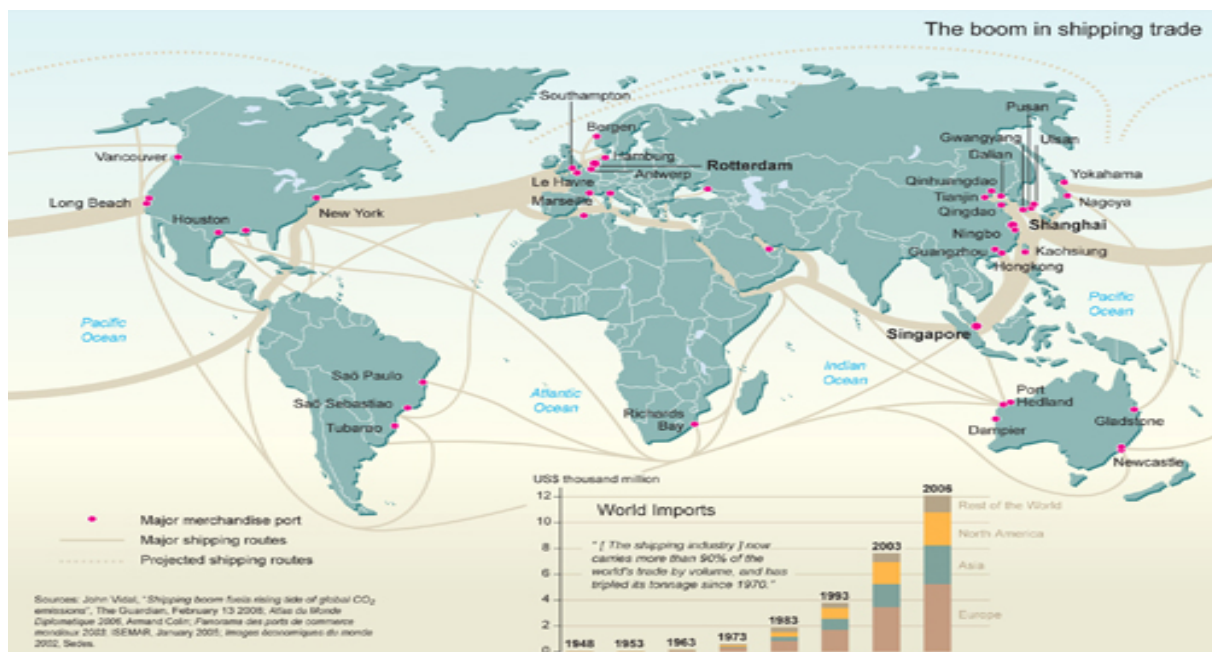 The boom in shipping trade
Southampton
Bergen
Hamburg
Rotterdam
Antwerp
Le Havre
Marseille
Vancouver
Long Beach
Houston
New York
Pusan
Gwangyang
Ulsan
Dalian
Qinhuangdao
Tianjin
Qingdao
Yokahama
Nagoya
Shanghai
Ningbo
Guangzhou
Kaohsiung
Hongkong
Pacific
Ocean
Pacific
Ocean
Singapore
Indian
Ocean
Atlantic
Ocean
Saõ Paulo
Saõ Sebastiao
Tubarao
Richards
Bay
Port
Hedland
Dampier
Gladstone
Newcastle
Major merchandise port
Major shipping routes
Projected shipping routes
Sources: John Vidal, "Shipping boom fuels rising tide of global CO2
emissions", The Guardian, February 13 2008; Atlas du Monde
Diplomatique 2006, Armand Colin; Panorama des ports de commerce
mondiaux 2003; ISEMAR, January 2005; Images économiques du monde
2002, Sedes.
US$ thousand million
World Imports
"[ The shipping industry ] now
carries more than 90% of the
world's trade by volume, and has
tripled its tonnage since 1970."
12
10
8
6
4
2
0
1948
1953
1963
1973
1983
1993
2003
2006
Rest of the World
North America
Asia
Europe